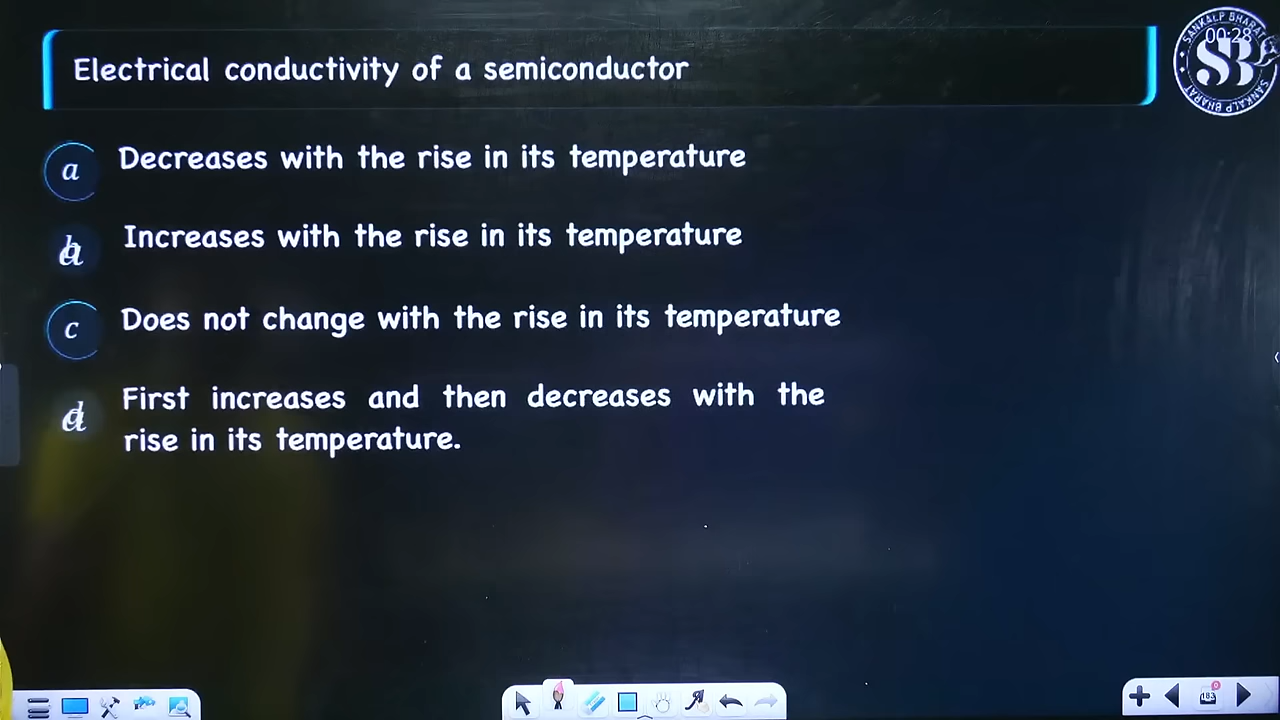 Electrical conductivity of a semiconductor
SANKALP BHARAT
00:28
SB
SANKALP BHARAT
a Decreases with the rise in its temperature
b Increases with the rise in its temperature
c Does not change with the rise in its temperature
d First increases and then decreases with the
rise in its temperature.
183